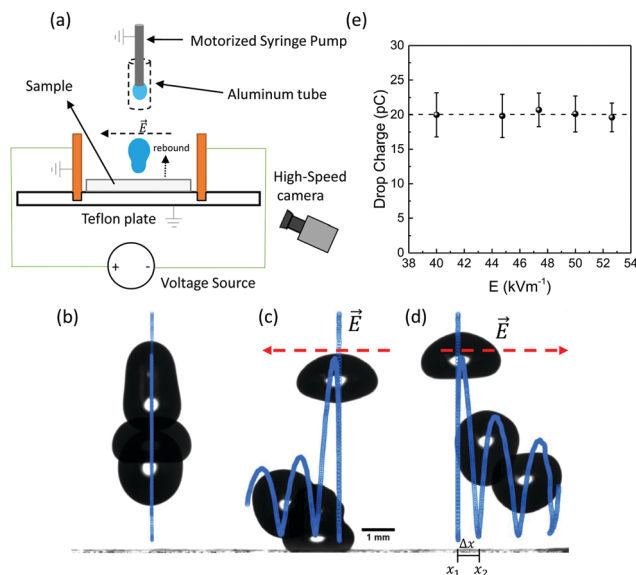 (a)
Motorized Syringe Pump
Aluminum tube
Sample
E
rebound
High-Speed
camera
Teflon plate
+ -
Voltage Source
(e)
Drop Charge (pC)
30
25
20
15
10
5
0
38 40 42 44 46 48 50 52 54
E (kVm⁻¹)
(b)
(c)
E
1 mm
(d)
E
Δx
x₁ x₂